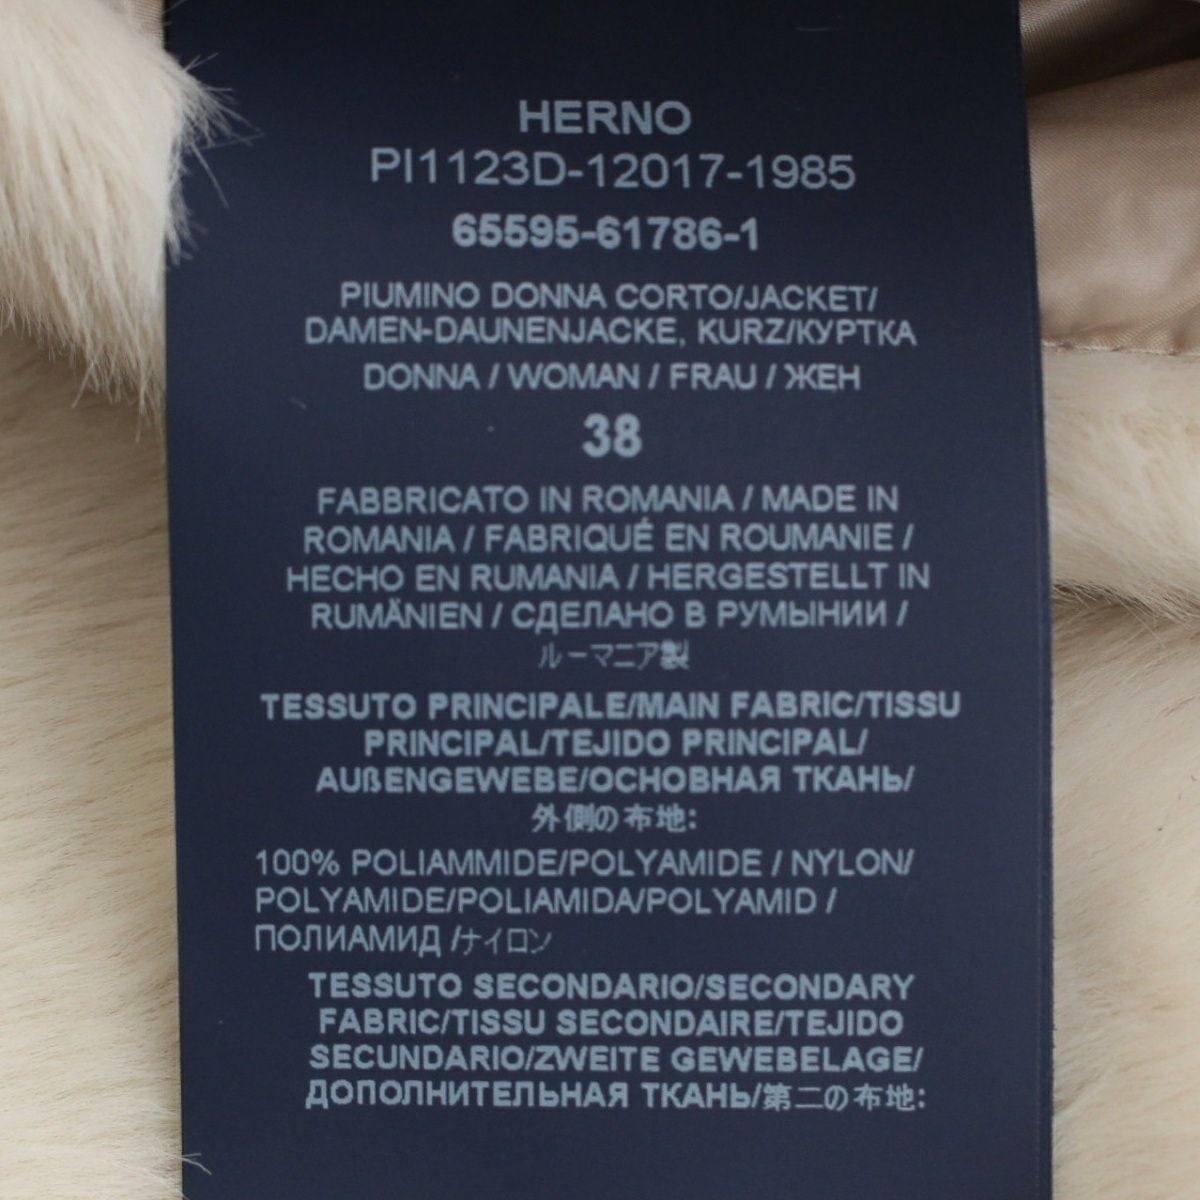 HERNO
PI1123D-12017-1985
65595-61786-1
PIUMINO DONNA CORTO/JACKET/
DAMEN-DAUNENJACKE, KURZ/КУРТКА
DONNA / WOMAN / FRAU / ЖЕН
38
FABBRICATO IN ROMANIA / MADE IN
ROMANIA / FABRIQUÉ EN ROUMANIE /
HECHO EN RUMANIA / HERGESTELLT IN
RUMÄNIEN / СДЕЛАНО В РУМЫНИИ /
ルーマニア製
TESSUTO PRINCIPALE/MAIN FABRIC/TISSU
PRINCIPAL/TEJIDO PRINCIPAL/
AUßENGEWEBE/ОСНОВНАЯ ТКАНЬ/
外側の布地:
100% POLIAMMIDE/POLYAMIDE / NYLON/
POLYAMIDE/POLIAMIDA/POLYAMID /
ПОЛИАМИД /ナイロン
TESSUTO SECONDARIO/SECONDARY
FABRIC/TISSU SECONDAIRE/TEJIDO
SECUNDARIO/ZWEITE GEWEBELAGE/
ДОПОЛНИТЕЛЬНАЯ ТКАНЬ/第二の布地: